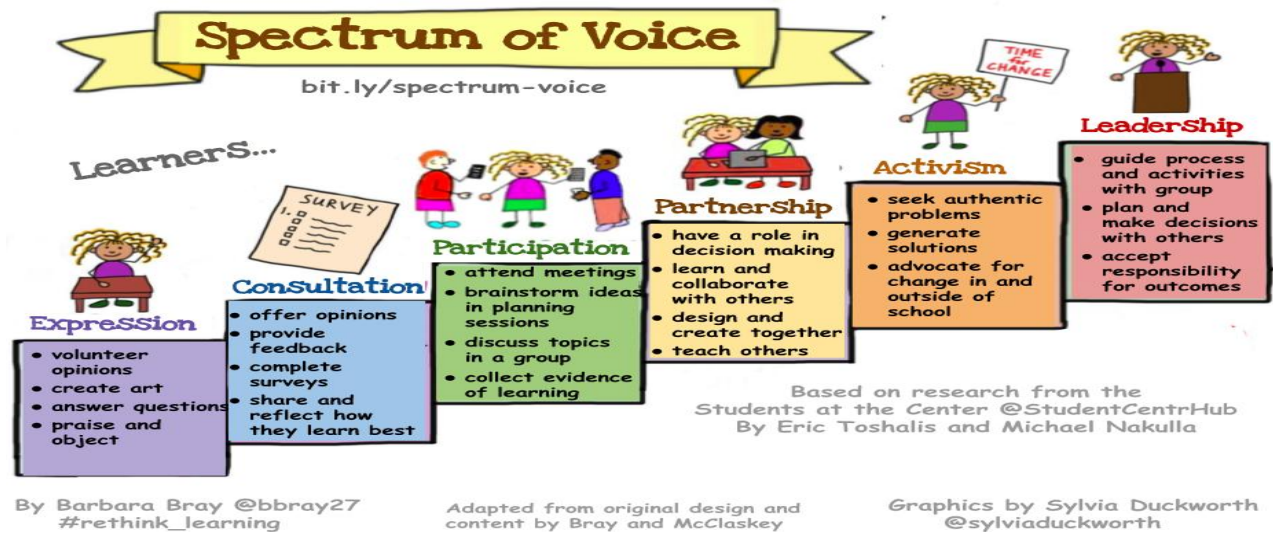 Spectrum of Voice
bit.ly/spectrum-voice
Learners...
Expression
• volunteer
opinions
• create art
• answer questions
• praise and
object
SURVEY
1.
Consultation
• offer opinions
• provide
feedback
• complete
surveys
• share and
reflect how
they learn best
Participation
• attend meetings
• brainstorm ideas
in planning
sessions
• discuss topics
in a group
• collect evidence
of learning
Partnership
• have a role in
decision making
• learn and
collaborate
with others
• design and
create together
• teach others
TIME
for
CHANGE
Activism
• seek authentic
problems
• generate
solutions
• advocate for
change in and
outside of
school
Leadership
• guide process
and activities
with group
• plan and
make decisions
with others
• accept
responsibility
for outcomes
Based on research from the
Students at the Center @StudentCentrHub
By Eric Toshalis and Michael Nakulla
By Barbara Bray @bbray27
#rethink_learning
Adapted from original design and
content by Bray and McClaskey
Graphics by Sylvia Duckworth
@sylviaduckworth